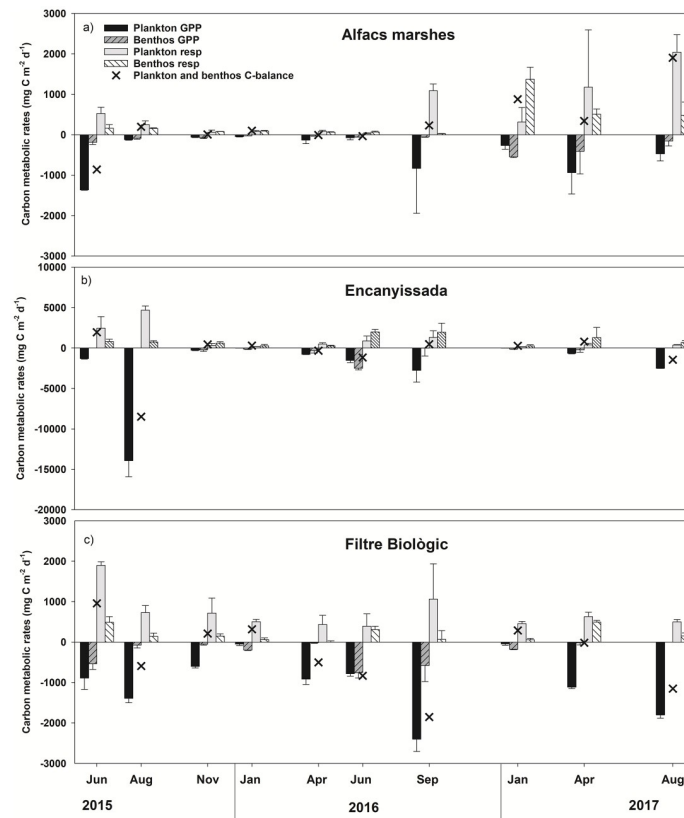 a)
Alfacs marshes
Plankton GPP
Benthos GPP
Plankton resp
Benthos resp
Plankton and benthos C-balance
Carbon metabolic rates (mg C m⁻² d⁻¹)
3000
2000
1000
0
-1000
-2000
-3000
b)
Encanyissada
Carbon metabolic rates (mg C m⁻² d⁻¹)
10000
5000
0
-5000
-10000
-15000
-20000
c)
Filtre Biològic
Carbon metabolic rates (mg C m⁻² d⁻¹)
3000
2000
1000
0
-1000
-2000
-3000
Jun Aug Nov Jan Apr Jun Sep Jan Apr Aug
2015 2016 2017